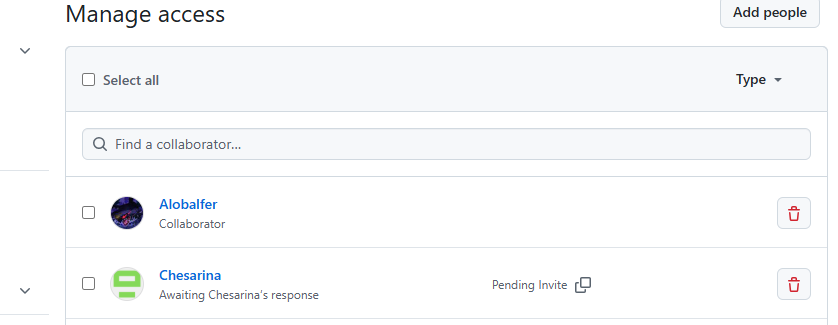 Manage access
Add people
Select all
Type
Find a collaborator...
Alobalfer
Collaborator
Chesarina
Awaiting Chesarina's response
Pending Invite